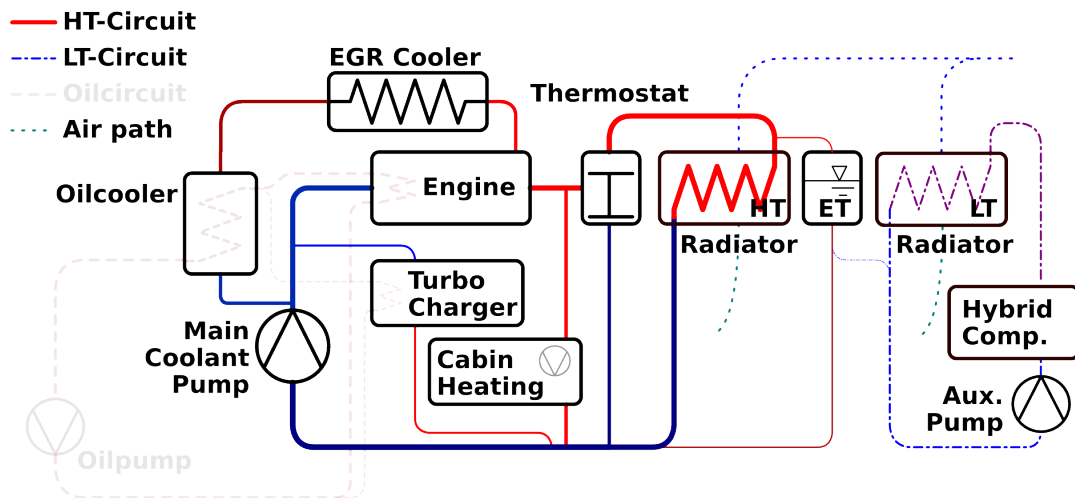 HT-Circuit
LT-Circuit
Oilcircuit
Air path
EGR Cooler
Thermostat
Oilcooler
Engine
HT
ET
LT
Radiator
Radiator
Turbo
Charger
Hybrid
Comp.
Main
Coolant
Pump
Cabin
Heating
Aux.
Pump
Oilpump